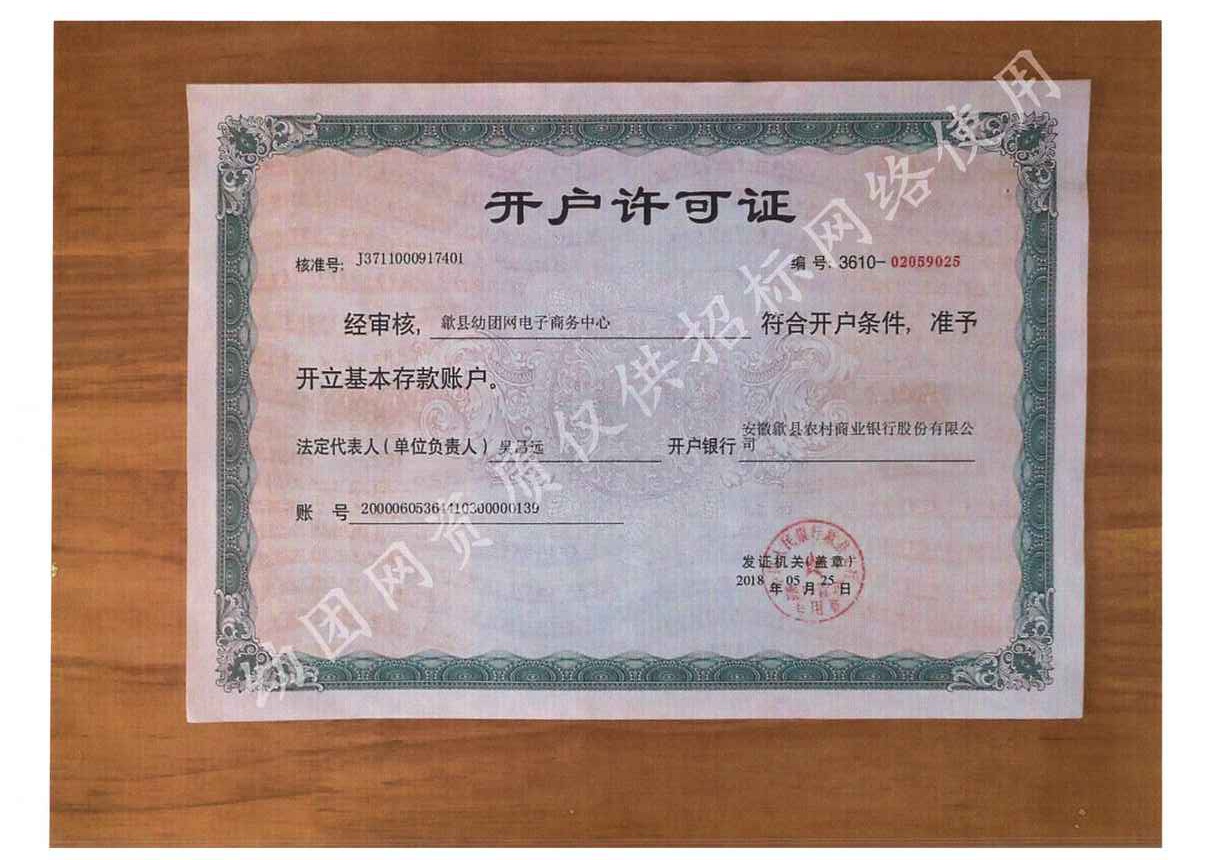 开户许可证
核准号: J3711000917401
编 号: 3610-02059025
经审核, 歙县幼团网电子商务中心 符合开户条件, 准予
开立基本存款账户。
法定代表人(单位负责人) 吴昌远 开户银行 安徽歙县农村商业银行股份有限公
司
账 号 20000605364410300000139
发证机关(盖章)
2018 年 05 月 25 日
幼团网资质仅供招标网络使用